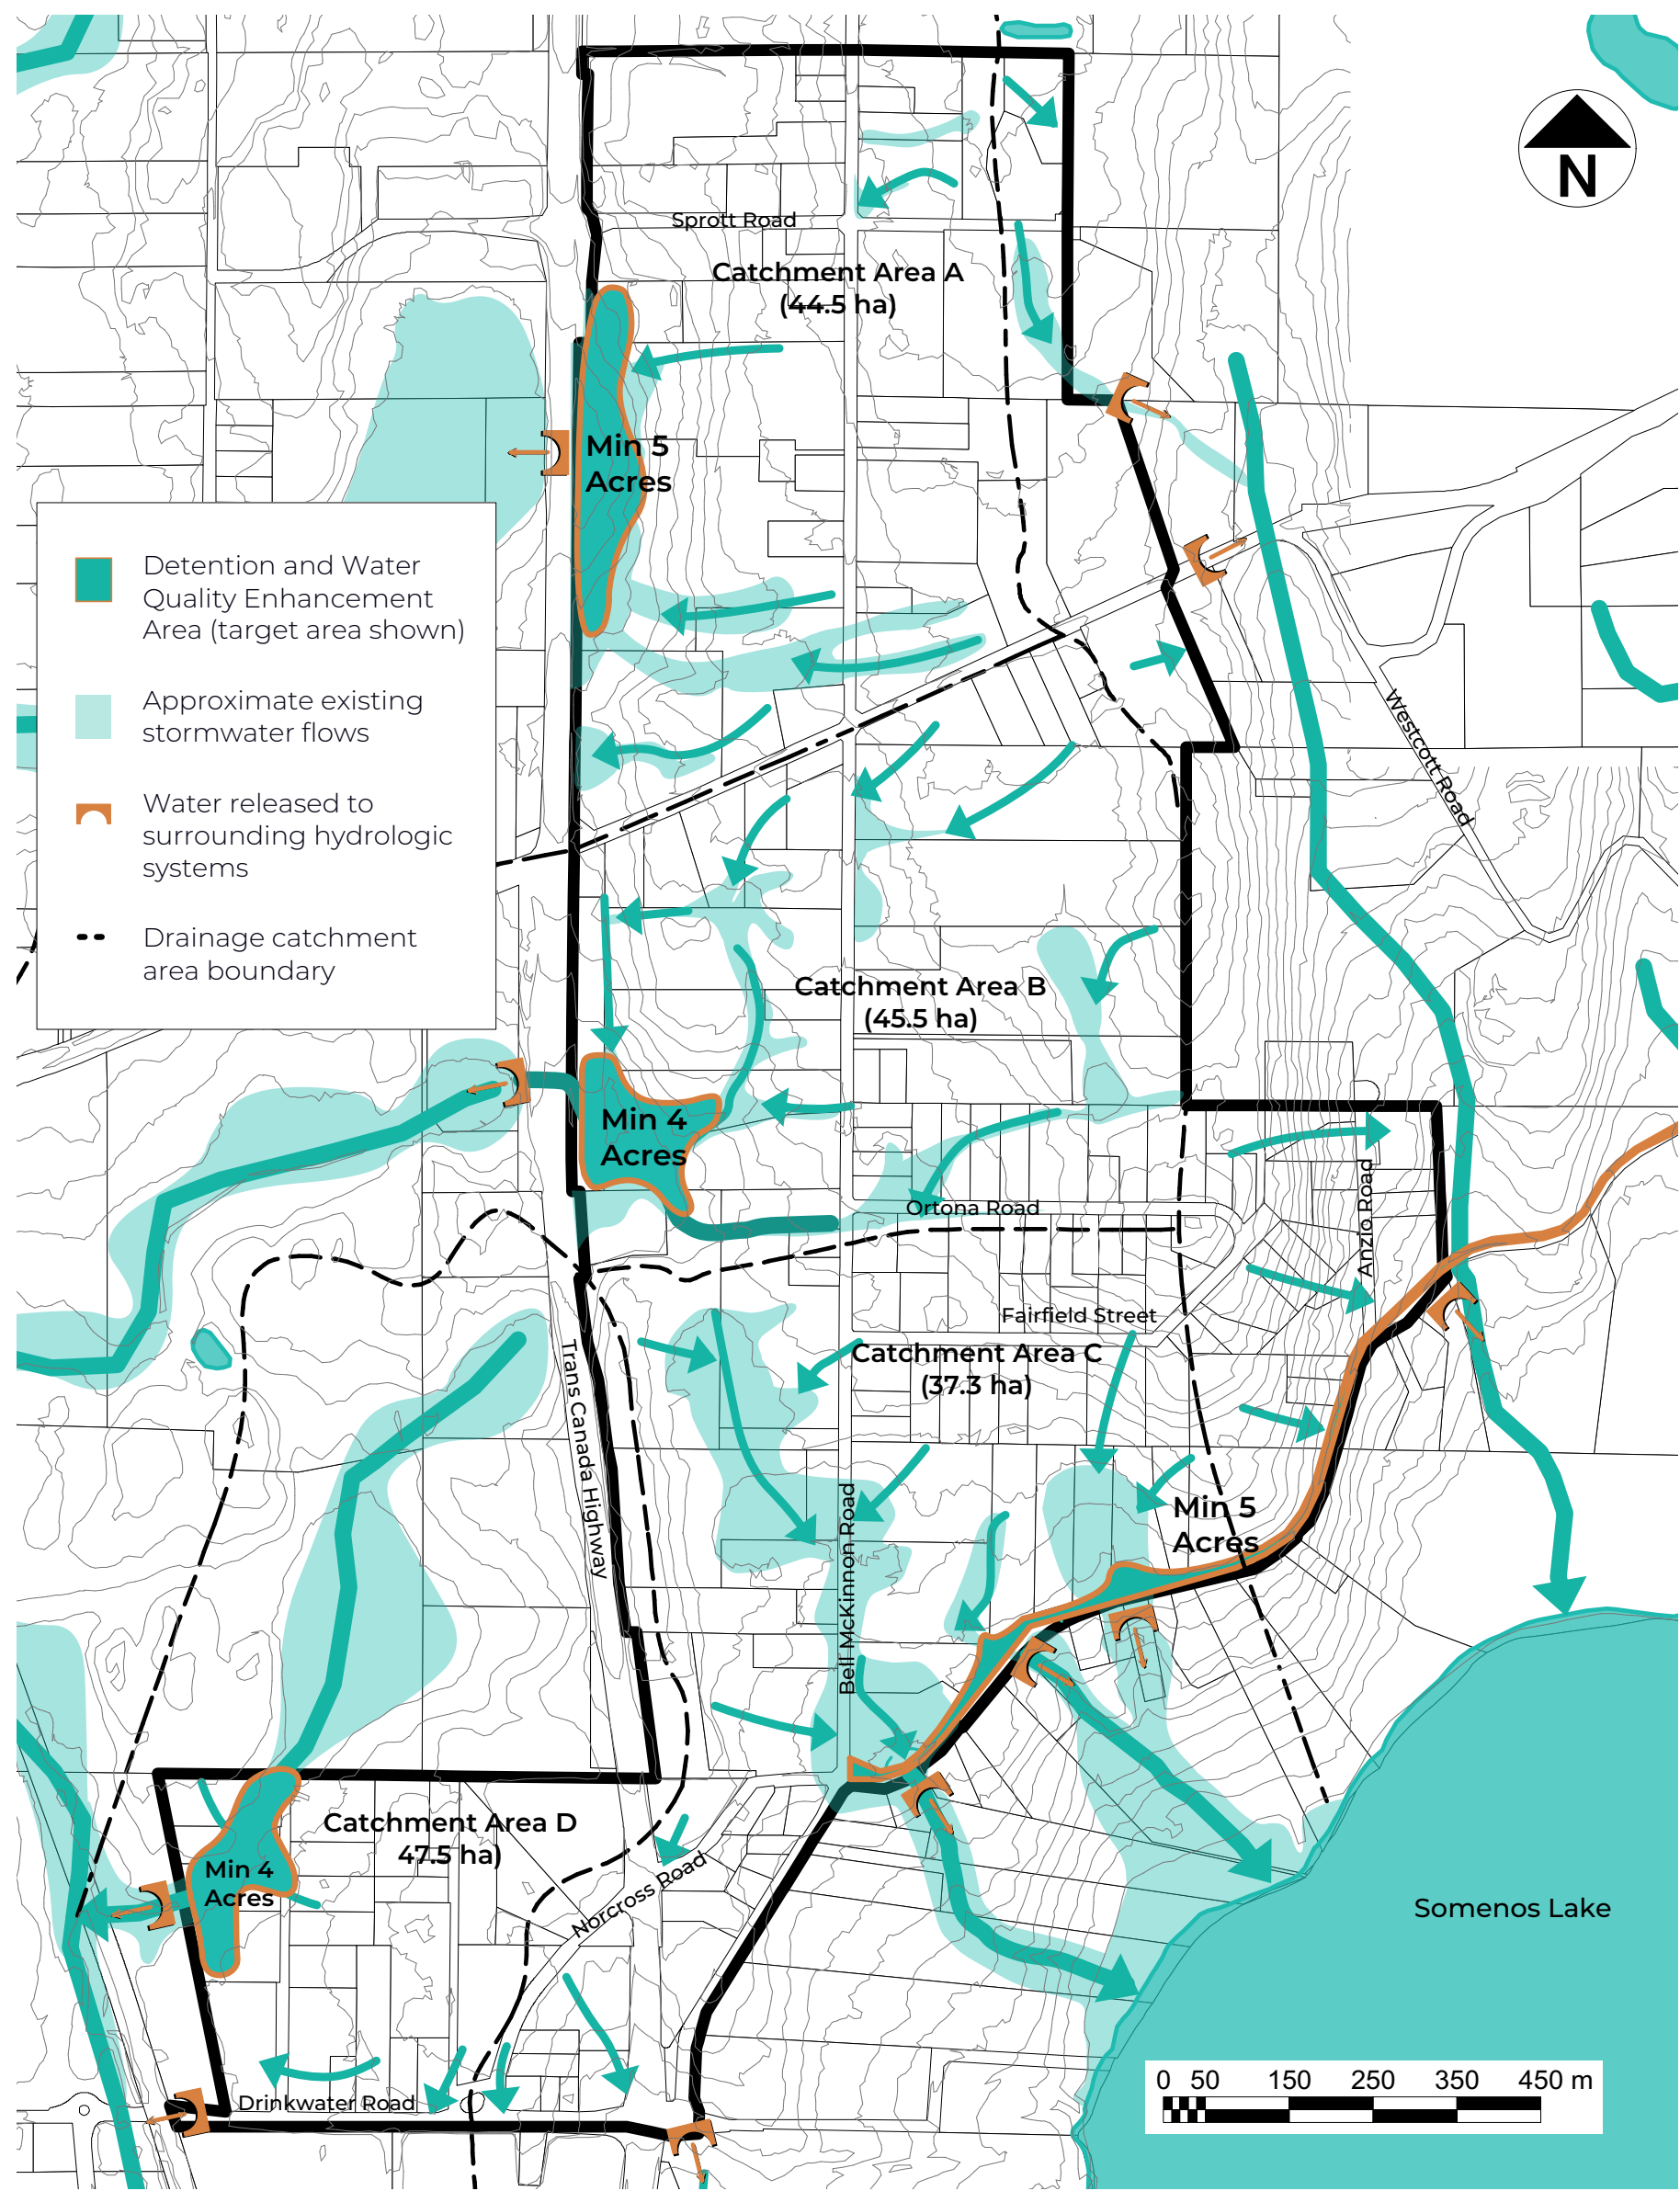 N
Sprott Road
Catchment Area A
(44.5 ha)
Min 5
Acres
Detention and Water
Quality Enhancement
Area (target area shown)
Approximate existing
stormwater flows
Water released to
surrounding hydrologic
systems
Drainage catchment
area boundary
Westcott Road
Catchment Area B
(45.5 ha)
Min 4
Acres
Ortona Road
Anzio Road
Fairfield Street
Catchment Area C
(37.3 ha)
Trans Canada Highway
Bell McKinnon Road
Min 5
Acres
Catchment Area D
47.5 ha)
Min 4
Acres
Norcross Road
Somenos Lake
Drinkwater Road
0 50 150 250 350 450 m